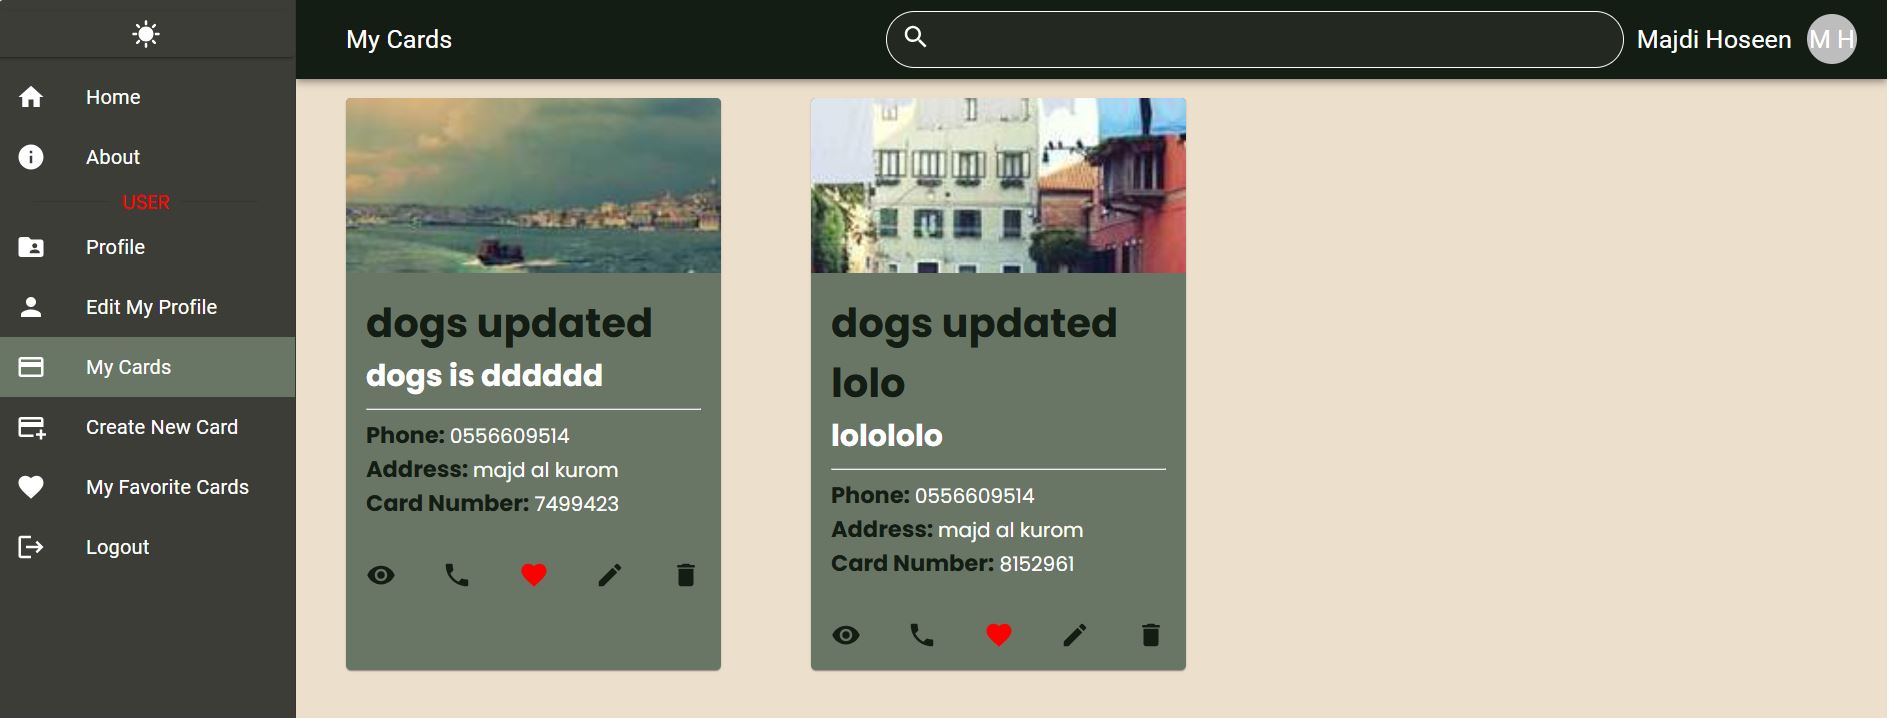 My Cards
Majdi Hoseen
M H
Home
About
USER
Profile
Edit My Profile
My Cards
Create New Card
My Favorite Cards
Logout
dogs updated
dogs is dddddd
Phone: 0556609514
Address: majd al kurom
Card Number: 7499423
dogs updated
lolo
lolololo
Phone: 0556609514
Address: majd al kurom
Card Number: 8152961